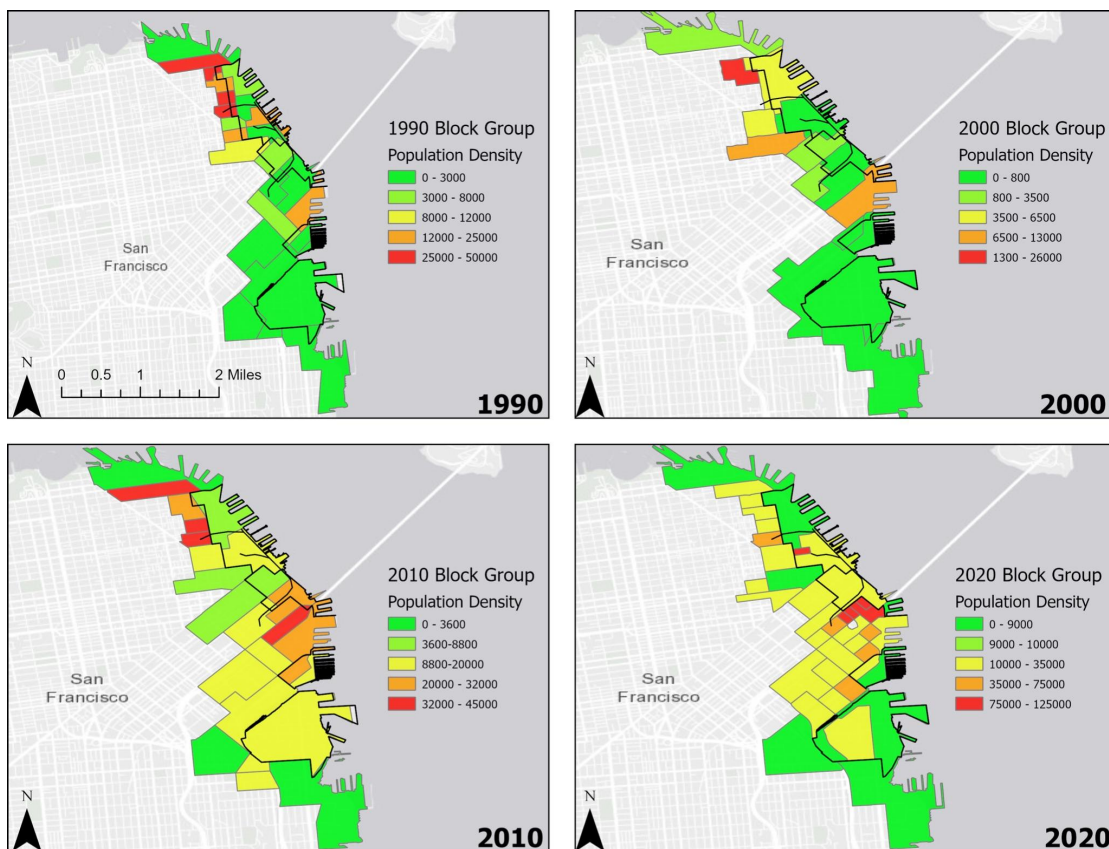 1990 Block Group
Population Density
0 - 3000
3000 - 8000
8000 - 12000
12000 - 25000
25000 - 50000
San
Francisco
N
0 0.5 1 2 Miles
1990
2000 Block Group
Population Density
0 - 800
800 - 3500
3500 - 6500
6500 - 13000
1300 - 26000
San
Francisco
N
2000
2010 Block Group
Population Density
0 - 3600
3600-8800
8800-20000
20000 - 32000
32000 - 45000
San
Francisco
N
2010
2020 Block Group
Population Density
0 - 9000
9000 - 10000
10000 - 35000
35000 - 75000
75000 - 125000
San
Francisco
N
2020